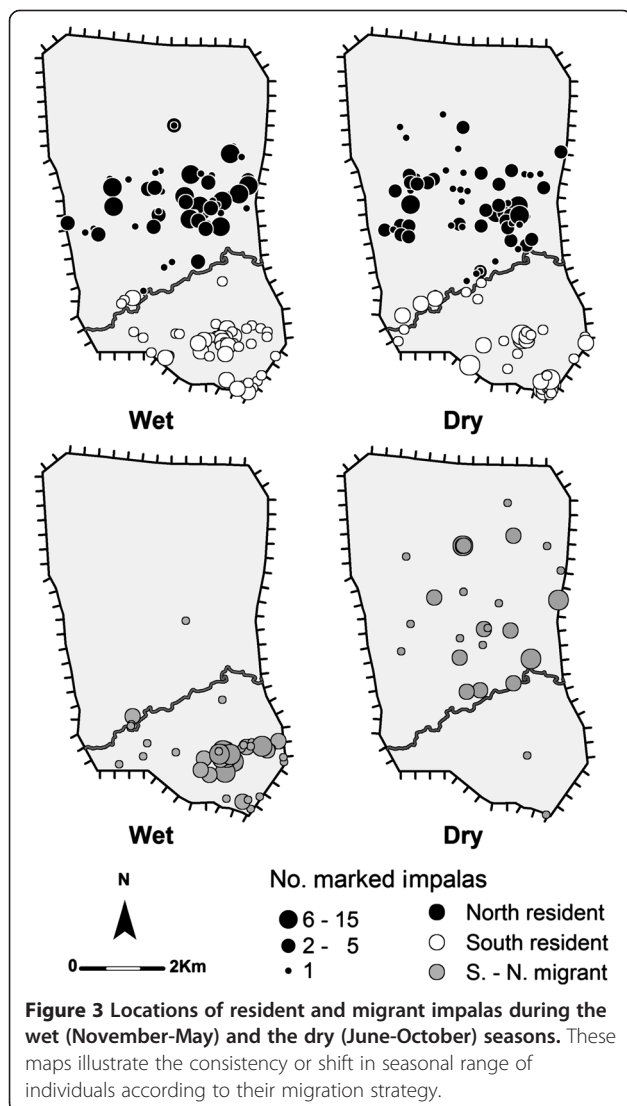 Wet
Dry
Wet
Dry
N
0 2Km
No. marked impalas
6 - 15
2 - 5
1
North resident
South resident
S. - N. migrant
Figure 3 Locations of resident and migrant impalas during the
wet (November-May) and the dry (June-October) seasons. These
maps illustrate the consistency or shift in seasonal range of
individuals according to their migration strategy.